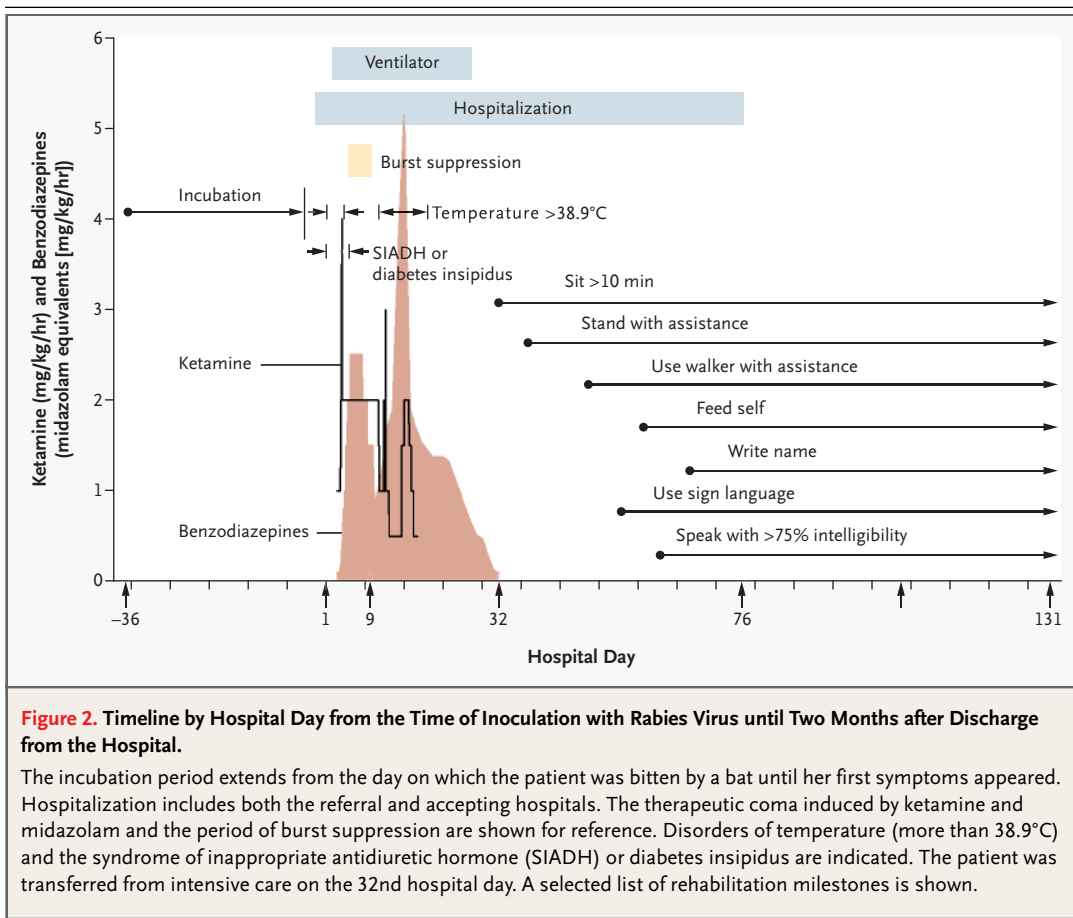 6
Ventilator
Hospitalization
5
Burst suppression
Incubation
Temperature >38.9°C
4
SIADH or
diabetes insipidus
Sit >10 min
3
Stand with assistance
Ketamine
Use walker with assistance
2
Feed self
Write name
1
Use sign language
Benzodiazepines
Speak with >75% intelligibility
0
Ketamine (mg/kg/hr) and Benzodiazepines
(midazolam equivalents [mg/kg/hr])
–36 1 9 32 76 131
Hospital Day
Figure 2. Timeline by Hospital Day from the Time of Inoculation with Rabies Virus until Two Months after Discharge
from the Hospital.
The incubation period extends from the day on which the patient was bitten by a bat until her first symptoms appeared.
Hospitalization includes both the referral and accepting hospitals. The therapeutic coma induced by ketamine and
midazolam and the period of burst suppression are shown for reference. Disorders of temperature (more than 38.9°C)
and the syndrome of inappropriate antidiuretic hormone (SIADH) or diabetes insipidus are indicated. The patient was
transferred from intensive care on the 32nd hospital day. A selected list of rehabilitation milestones is shown.